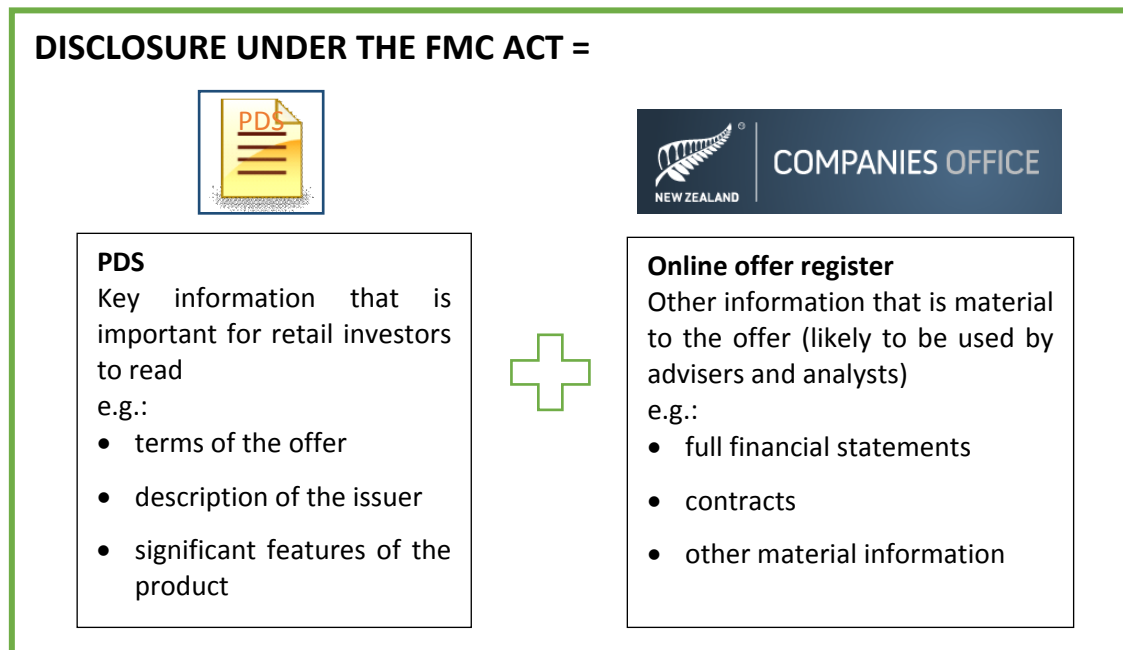 DISCLOSURE UNDER THE FMC ACT =
PDS
NEW ZEALAND
COMPANIES OFFICE
PDS
Key information that is
important for retail investors
to read
e.g.:
• terms of the offer
• description of the issuer
• significant features of the
product
Online offer register
Other information that is material
to the offer (likely to be used by
advisers and analysts)
e.g.:
• full financial statements
• contracts
• other material information